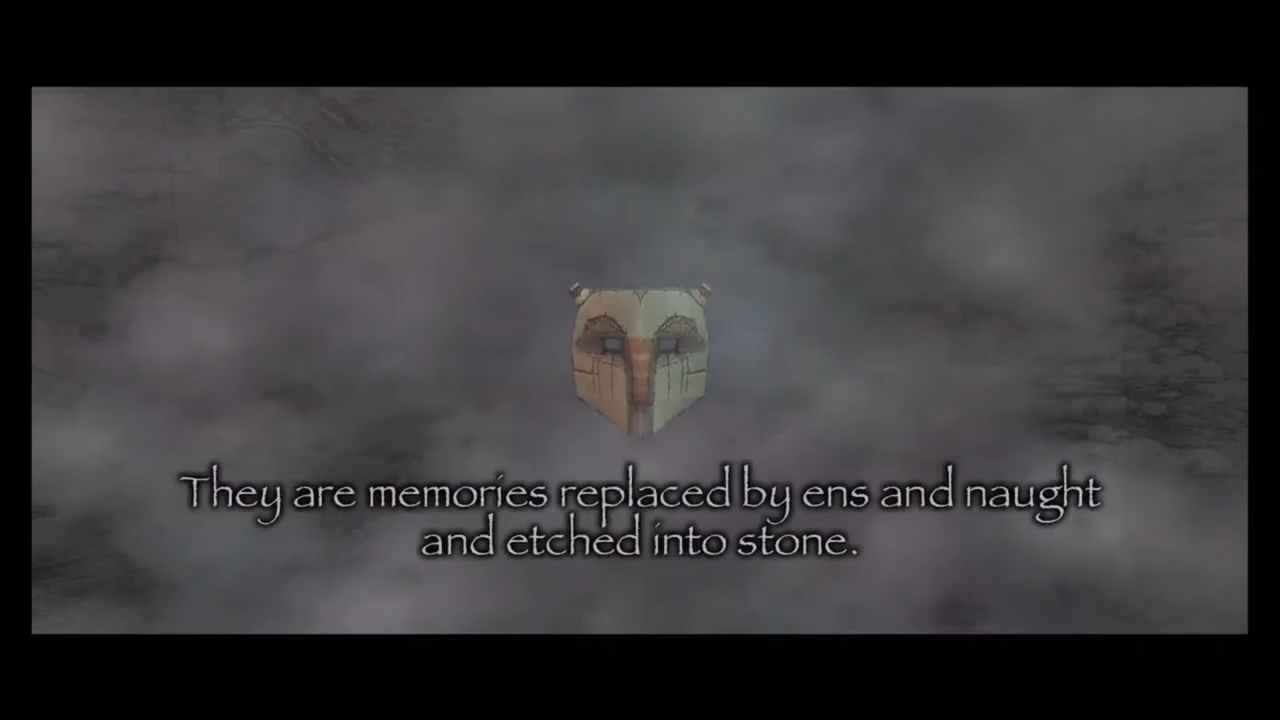 They are memories replaced by ens and naught
and etched into stone.